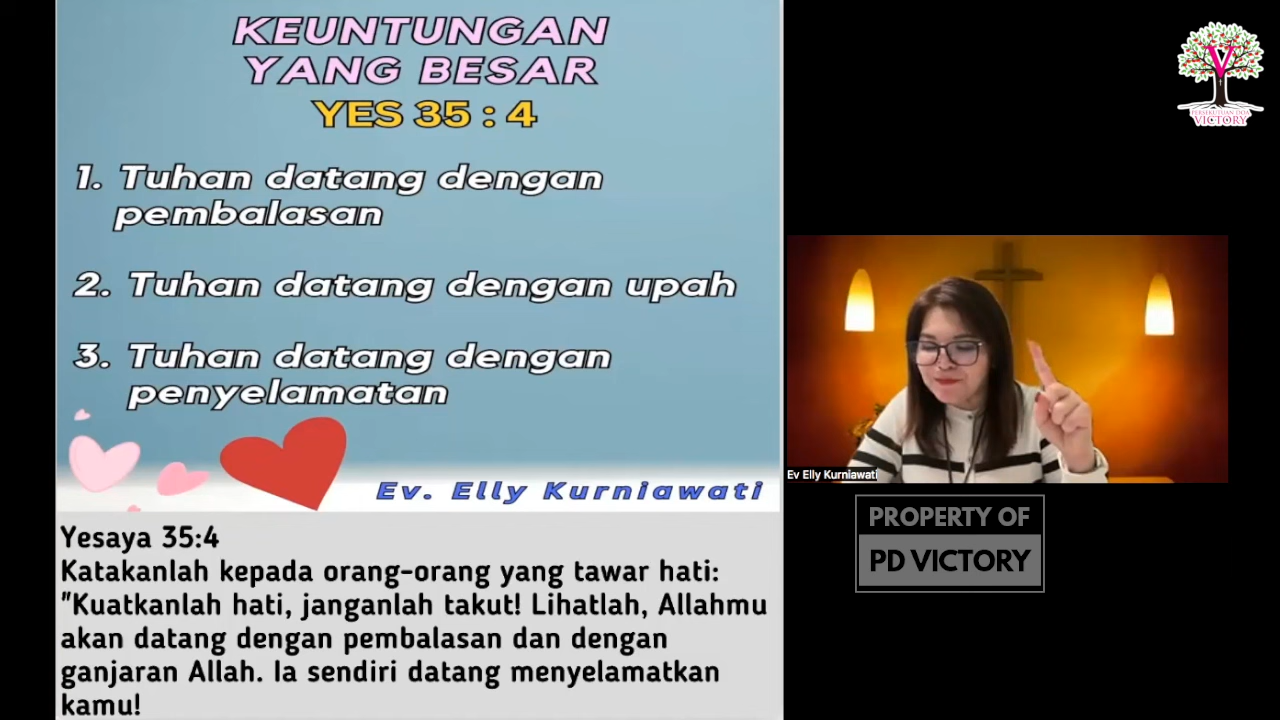 KEUNTUNGAN
YANG BESAR
YES 35 : 4
1. Tuhan datang dengan
pembalasan
2. Tuhan datang dengan upah
3. Tuhan datang dengan
penyelamatan
Ev. Elly Kurniawati
Yesaya 35:4
Katakanlah kepada orang-orang yang tawar hati:
"Kuatkanlah hati, janganlah takut! Lihatlah, Allahmu
akan datang dengan pembalasan dan dengan
ganjaran Allah. Ia sendiri datang menyelamatkan
kamu!
V
PERSEKUTUAN DOA
VICTORY
Ev Elly Kurniawati
PROPERTY OF
PD VICTORY